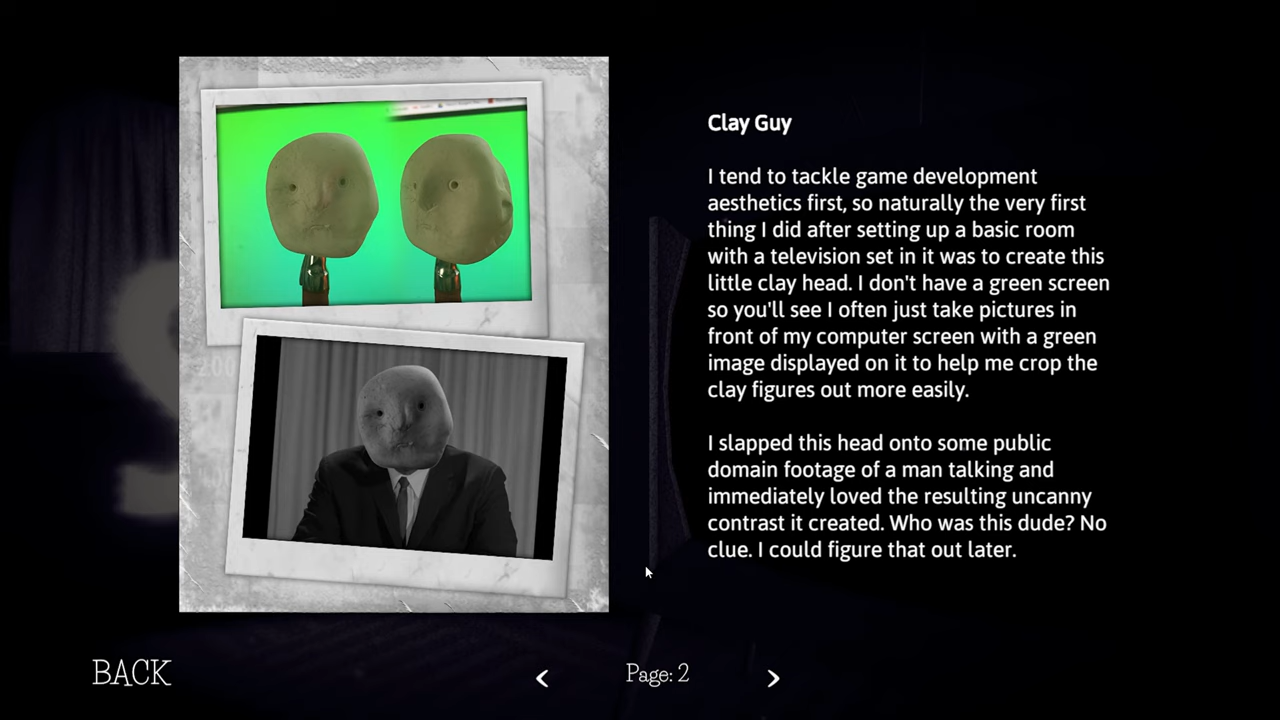 Clay Guy
I tend to tackle game development
aesthetics first, so naturally the very first
thing I did after setting up a basic room
with a television set in it was to create this
little clay head. I don't have a green screen
so you'll see I often just take pictures in
front of my computer screen with a green
image displayed on it to help me crop the
clay figures out more easily.
I slapped this head onto some public
domain footage of a man talking and
immediately loved the resulting uncanny
contrast it created. Who was this dude? No
clue. I could figure that out later.
BACK
< Page: 2 >